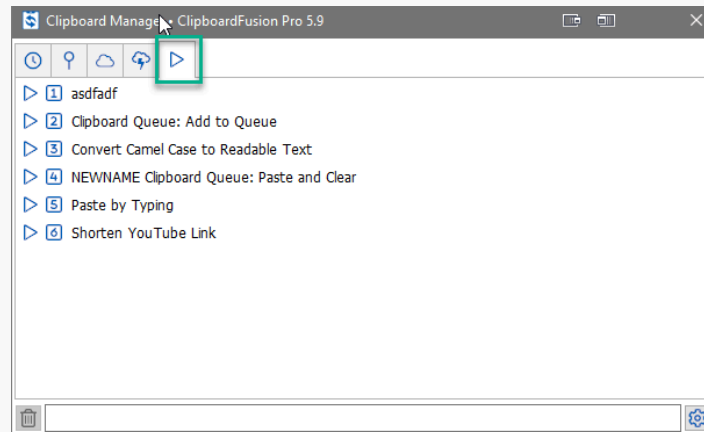 Clipboard Manager • ClipboardFusion Pro 5.9
1 asdfadf
2 Clipboard Queue: Add to Queue
3 Convert Camel Case to Readable Text
4 NEWNAME Clipboard Queue: Paste and Clear
5 Paste by Typing
6 Shorten YouTube Link